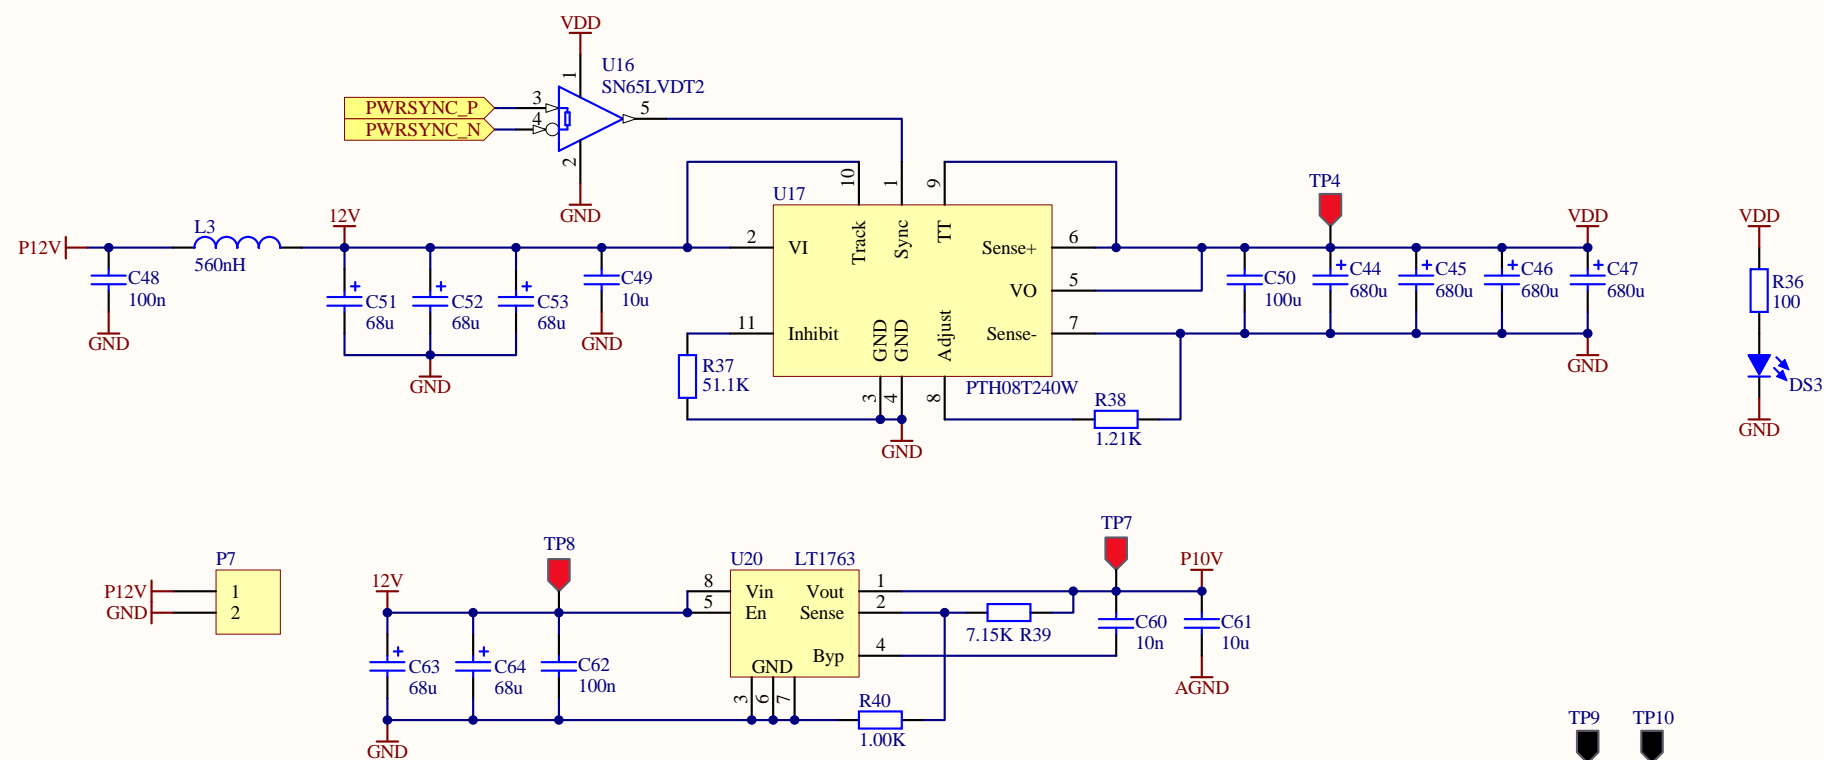 VDD
U16
SN65LVDT2
1
PWRSYNC_P
3
5
PWRSYNC_N
4
2
GND
10
1
9
U17
TP4
P12V
L3
560nH
12V
2
VI
Track
Sync
TT
Sense+
6
VDD
VDD
C48
100n
C51
68u
C52
68u
C53
68u
C49
10u
VO
5
C50
100u
C44
680u
C45
680u
C46
680u
C47
680u
R36
100
GND
GND
GND
11
Inhibit
GND
GND
Adjust
Sense-
7
GND
R37
51.1K
PTH08T240W
DS3
3
4
8
R38
1.21K
GND
GND
P7
P12V
1
GND
2
TP8
12V
U20
LT1763
TP7
P10V
8
Vin
Vout
1
5
En
Sense
2
7.15K R39
C60
10n
C61
10u
Byp
4
GND
C63
68u
C64
68u
C62
100n
3
6
7
AGND
R40
1.00K
GND
TP9
TP10